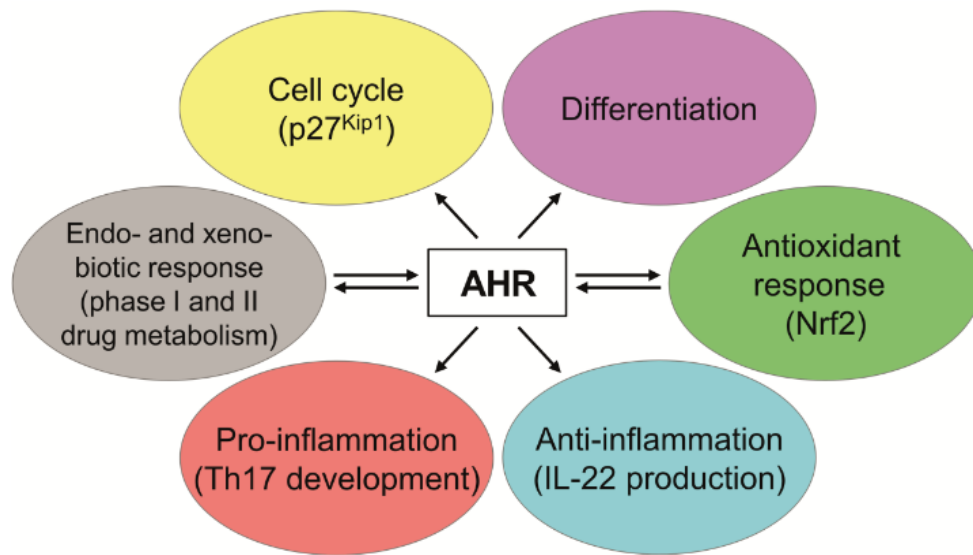 Cell cycle
(p27Kip1)
Differentiation
Endo- and xeno-
biotic response
(phase I and II
drug metabolism)
AHR
Antioxidant
response
(Nrf2)
Pro-inflammation
(Th17 development)
Anti-inflammation
(IL-22 production)